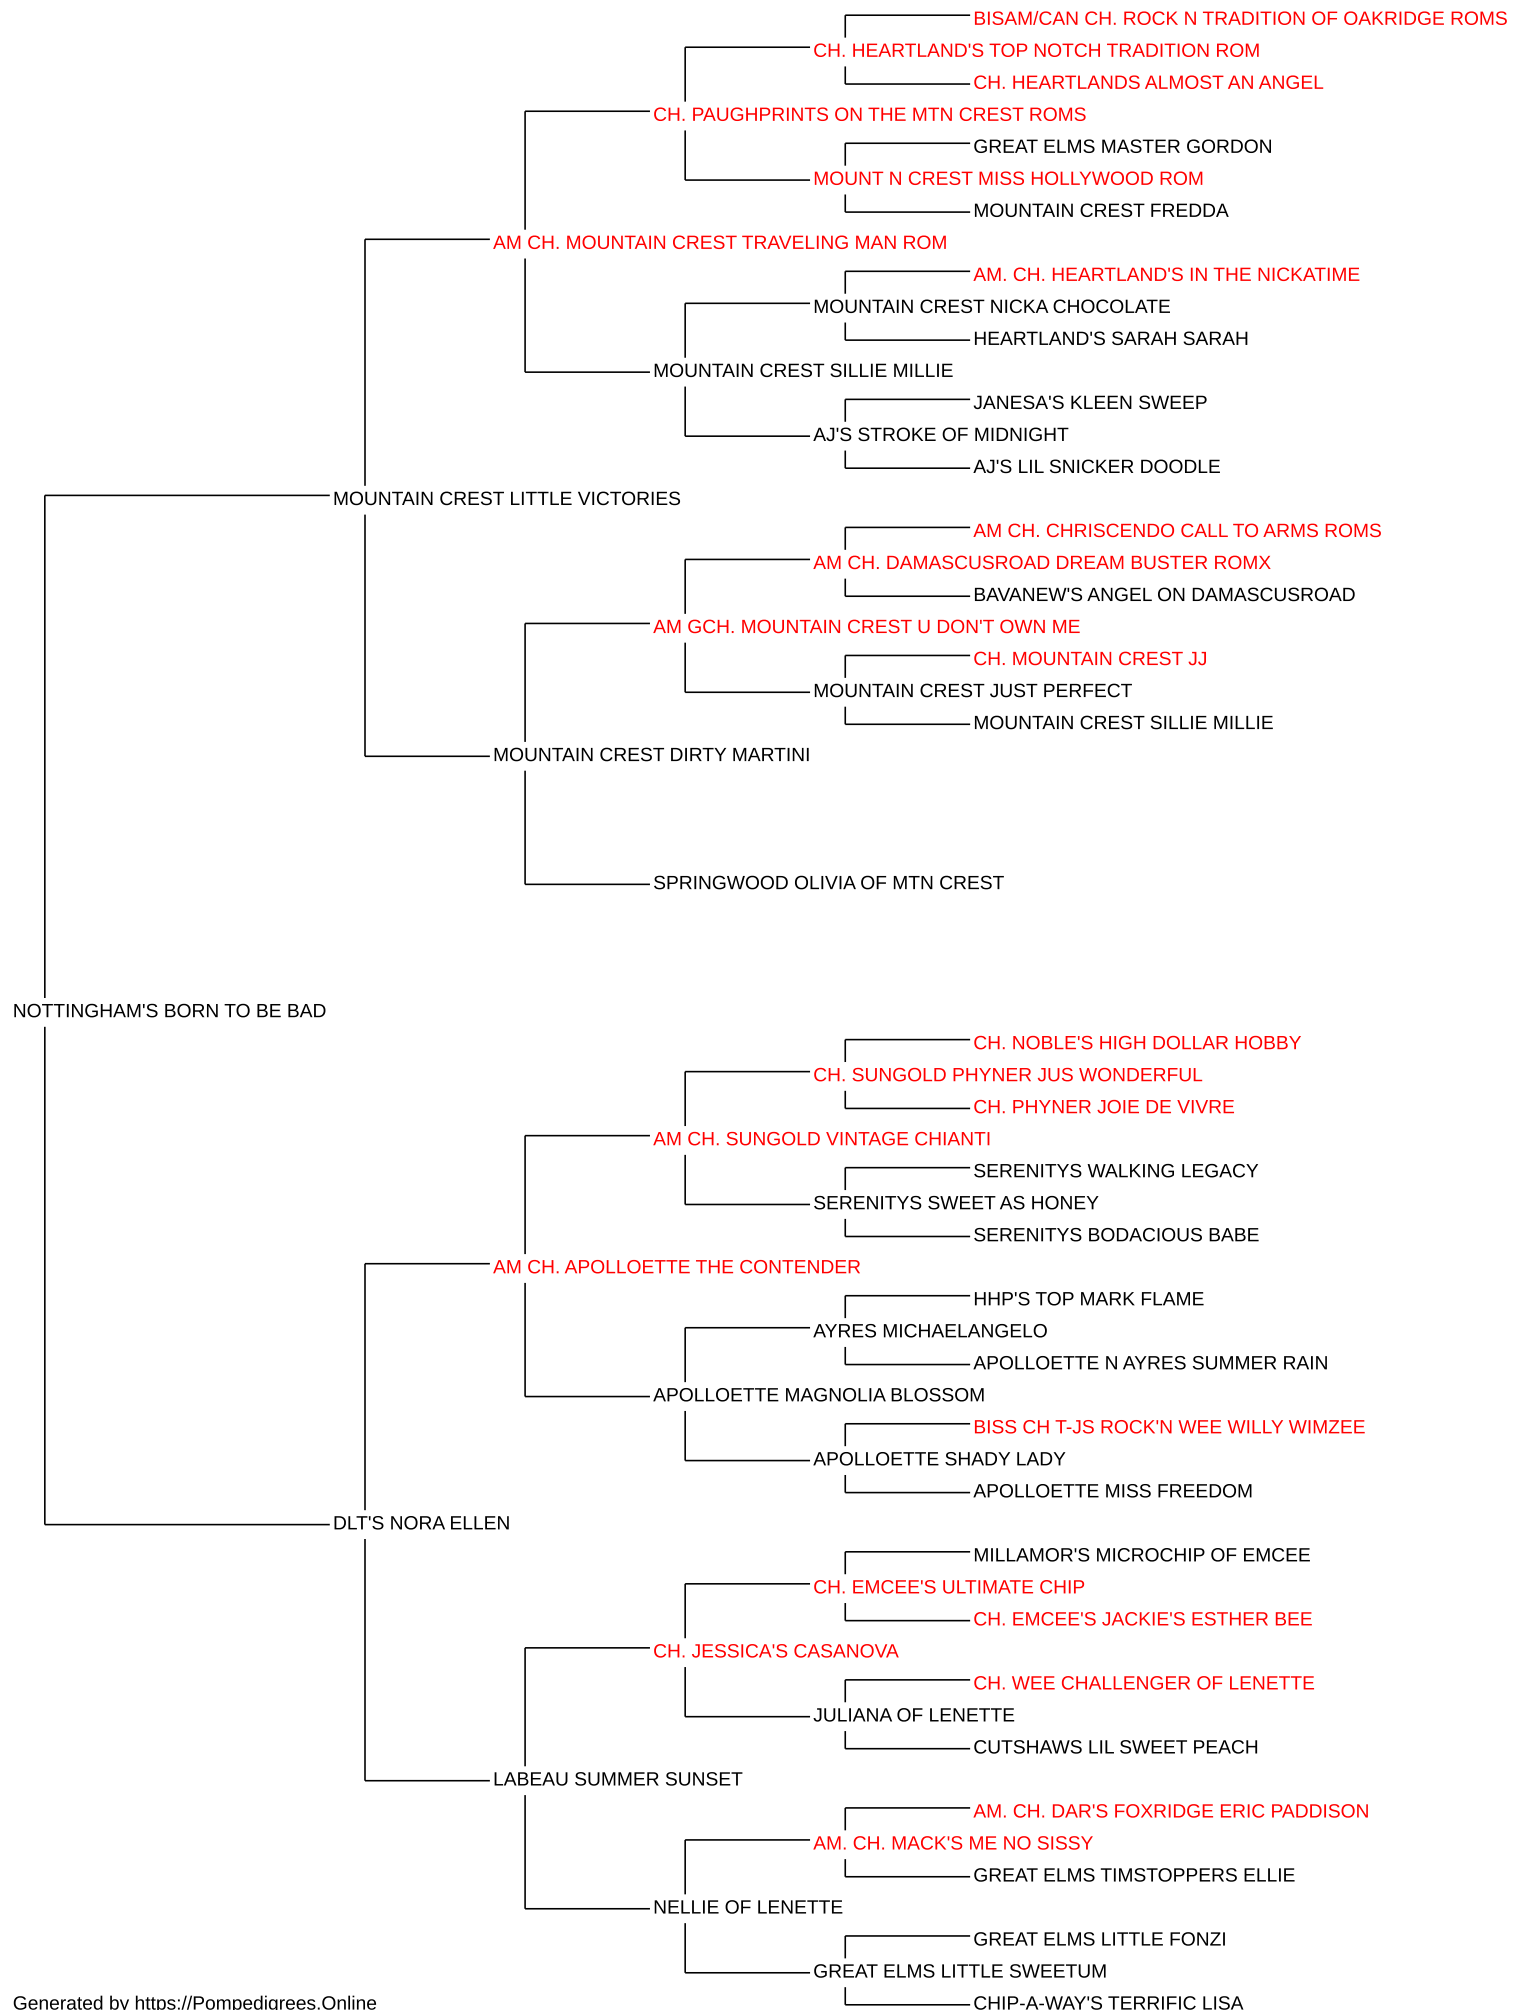 BISAM/CAN CH. ROCK N TRADITION OF OAKRIDGE ROMS
CH. HEARTLAND'S TOP NOTCH TRADITION ROM
CH. HEARTLANDS ALMOST AN ANGEL
CH. PAUGHPRINTS ON THE MTN CREST ROMS
GREAT ELMS MASTER GORDON
MOUNT N CREST MISS HOLLYWOOD ROM
MOUNTAIN CREST FREDDA
AM CH. MOUNTAIN CREST TRAVELING MAN ROM
AM. CH. HEARTLAND'S IN THE NICKATIME
MOUNTAIN CREST NICKA CHOCOLATE
HEARTLAND'S SARAH SARAH
MOUNTAIN CREST SILLIE MILLIE
JANESA'S KLEEN SWEEP
AJ'S STROKE OF MIDNIGHT
AJ'S LIL SNICKER DOODLE
MOUNTAIN CREST LITTLE VICTORIES
AM CH. CHRISCENDO CALL TO ARMS ROMS
AM CH. DAMASCUSROAD DREAM BUSTER ROMX
BAVANEW'S ANGEL ON DAMASCUSROAD
AM GCH. MOUNTAIN CREST U DON'T OWN ME
CH. MOUNTAIN CREST JJ
MOUNTAIN CREST JUST PERFECT
MOUNTAIN CREST SILLIE MILLIE
MOUNTAIN CREST DIRTY MARTINI
SPRINGWOOD OLIVIA OF MTN CREST
NOTTINGHAM'S BORN TO BE BAD
CH. NOBLE'S HIGH DOLLAR HOBBY
CH. SUNGOLD PHYNER JUS WONDERFUL
CH. PHYNER JOIE DE VIVRE
AM CH. SUNGOLD VINTAGE CHIANTI
SERENITYS WALKING LEGACY
SERENITYS SWEET AS HONEY
SERENITYS BODACIOUS BABE
AM CH. APOLLOETTE THE CONTENDER
HHP'S TOP MARK FLAME
AYRES MICHAELANGELO
APOLLOETTE N AYRES SUMMER RAIN
APOLLOETTE MAGNOLIA BLOSSOM
BISS CH T-JS ROCK'N WEE WILLY WIMZEE
APOLLOETTE SHADY LADY
APOLLOETTE MISS FREEDOM
DLT'S NORA ELLEN
MILLAMOR'S MICROCHIP OF EMCEE
CH. EMCEE'S ULTIMATE CHIP
CH. EMCEE'S JACKIE'S ESTHER BEE
CH. JESSICA'S CASANOVA
CH. WEE CHALLENGER OF LENETTE
JULIANA OF LENETTE
CUTSHAWS LIL SWEET PEACH
LABEAU SUMMER SUNSET
AM. CH. DAR'S FOXRIDGE ERIC PADDISON
AM. CH. MACK'S ME NO SISSY
GREAT ELMS TIMSTOPPERS ELLIE
NELLIE OF LENETTE
GREAT ELMS LITTLE FONZI
GREAT ELMS LITTLE SWEETUM
CHIP-A-WAY'S TERRIFIC LISA
Generated by https://Pompedigrees.Online